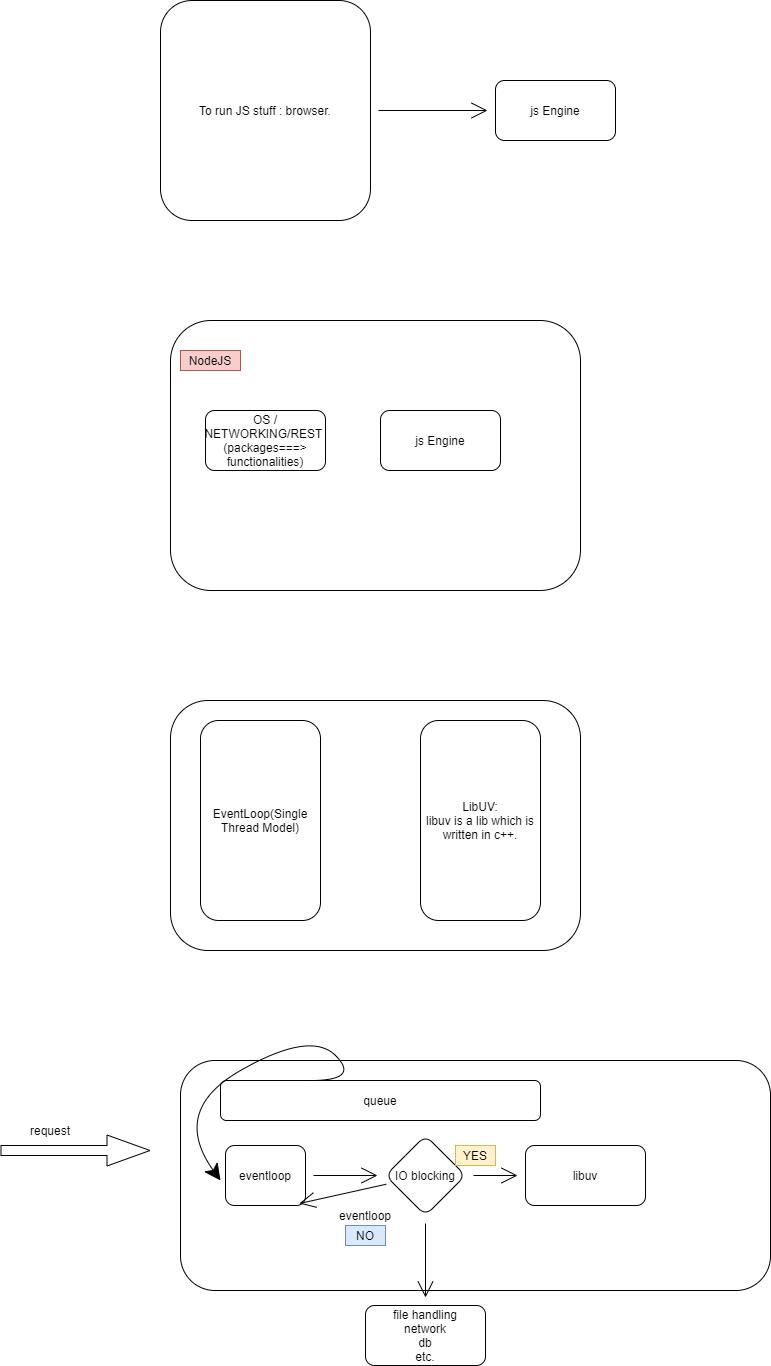 To run JS stuff : browser.
js Engine
NodeJS
OS /
NETWORKING/REST
(packages===>
functionalities)
js Engine
EventLoop(Single
Thread Model)
LibUV:
libuv is a lib which is
written in c++.
queue
request
eventloop
IO blocking
YES
libuv
eventloop
NO
file handling
network
db
etc.